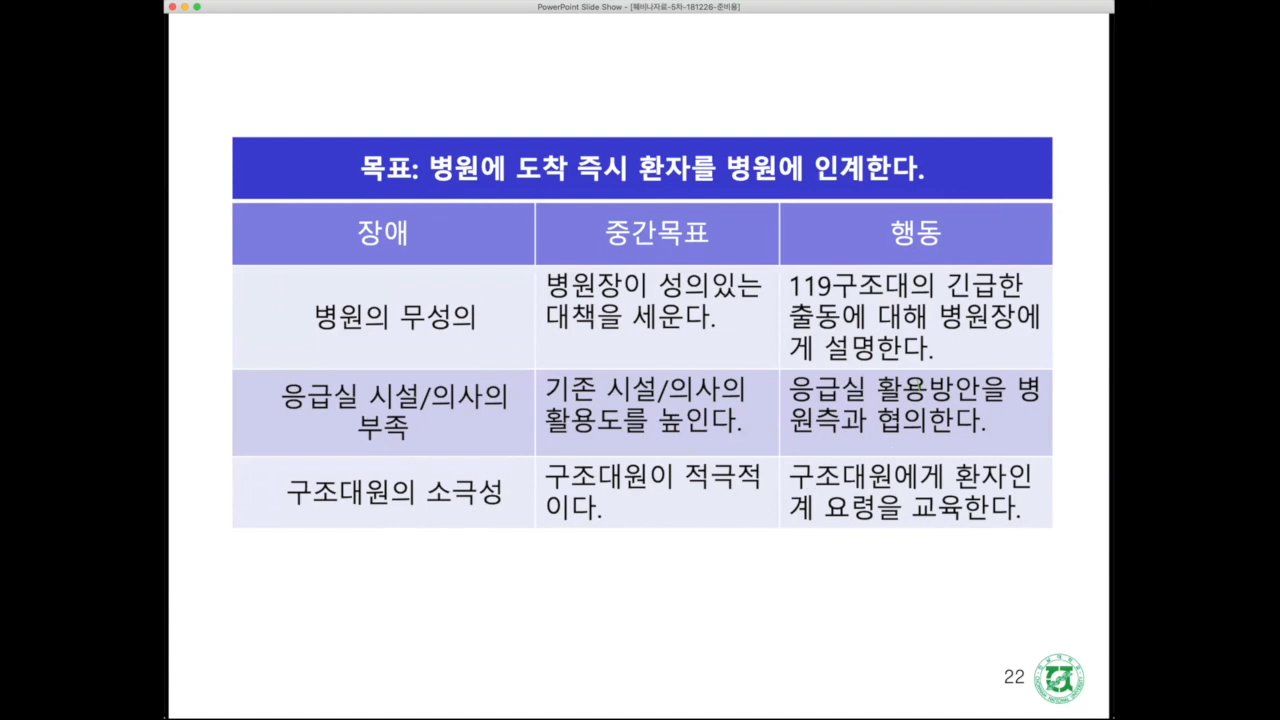 PowerPoint Slide Show - [웨비나자료-5차-181226-준비용]
목표: 병원에 도착 즉시 환자를 병원에 인계한다.
장애
중간목표
행동
병원의 무성의
병원장이 성의있는
대책을 세운다.
119구조대의 긴급한
출동에 대해 병원장에
게 설명한다.
응급실 시설/의사의
부족
기존 시설/의사의
활용도를 높인다.
응급실 활용방안을 병
원측과 협의한다.
구조대원의 소극성
구조대원이 적극적
이다.
구조대원에게 환자인
계 요령을 교육한다.
22